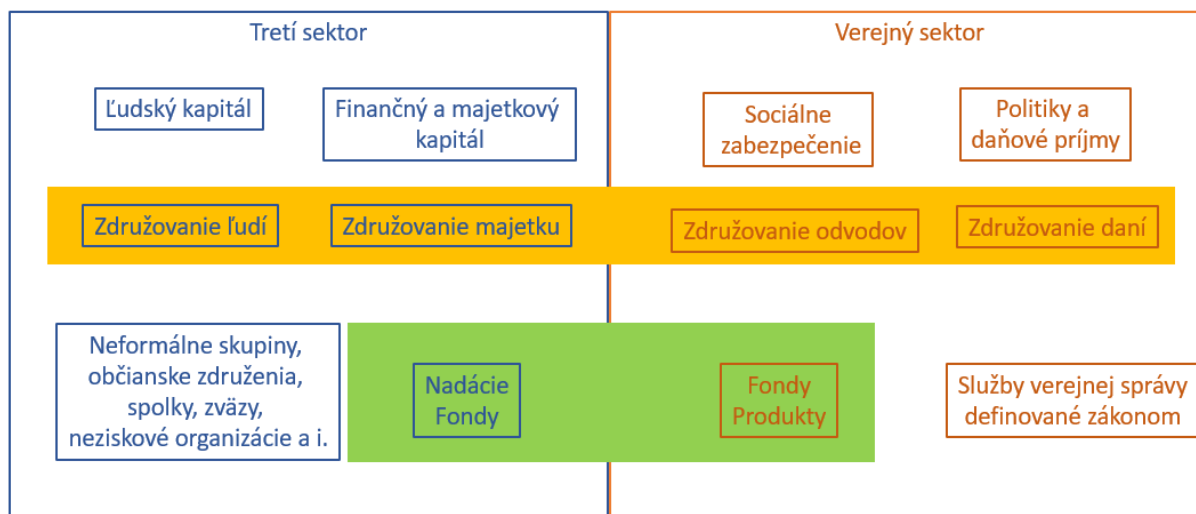 Tretí sektor
Verejný sektor
Ľudský kapitál
Finančný a majetkový
kapitál
Sociálne
zabezpečenie
Politiky a
daňové príjmy
Združovanie ľudí
Združovanie majetku
Združovanie odvodov
Združovanie daní
Neformálne skupiny,
občianske združenia,
spolky, zväzy,
neziskové organizácie a i.
Nadácie
Fondy
Fondy
Produkty
Služby verejnej správy
definované zákonom